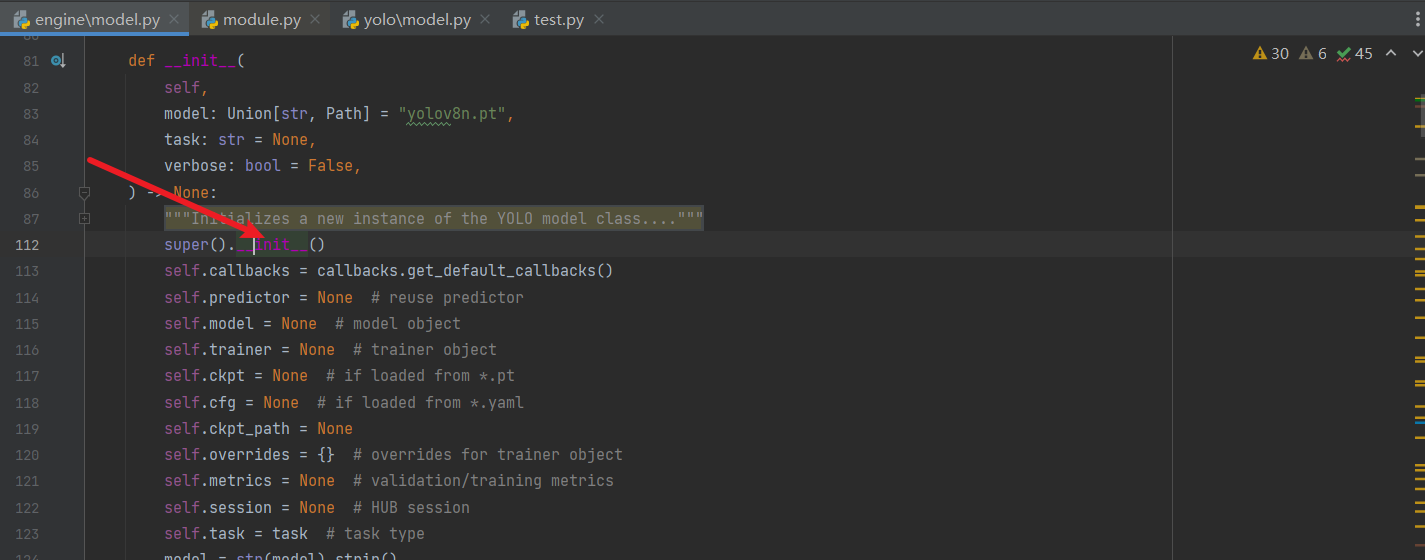 engine\model.py module.py yolo\model.py test.py
30 6 45
81 def __init__(
82 self,
83 model: Union[str, Path] = "yolov8n.pt",
84 task: str = None,
85 verbose: bool = False,
86 ) -> None:
87 """Initializes a new instance of the YOLO model class...."""
112 super().__init__()
113 self.callbacks = callbacks.get_default_callbacks()
114 self.predictor = None # reuse predictor
115 self.model = None # model object
116 self.trainer = None # trainer object
117 self.ckpt = None # if loaded from *.pt
118 self.cfg = None # if loaded from *.yaml
119 self.ckpt_path = None
120 self.overrides = {} # overrides for trainer object
121 self.metrics = None # validation/training metrics
122 self.session = None # HUB session
123 self.task = task # task type
124 model = str(model).strip()